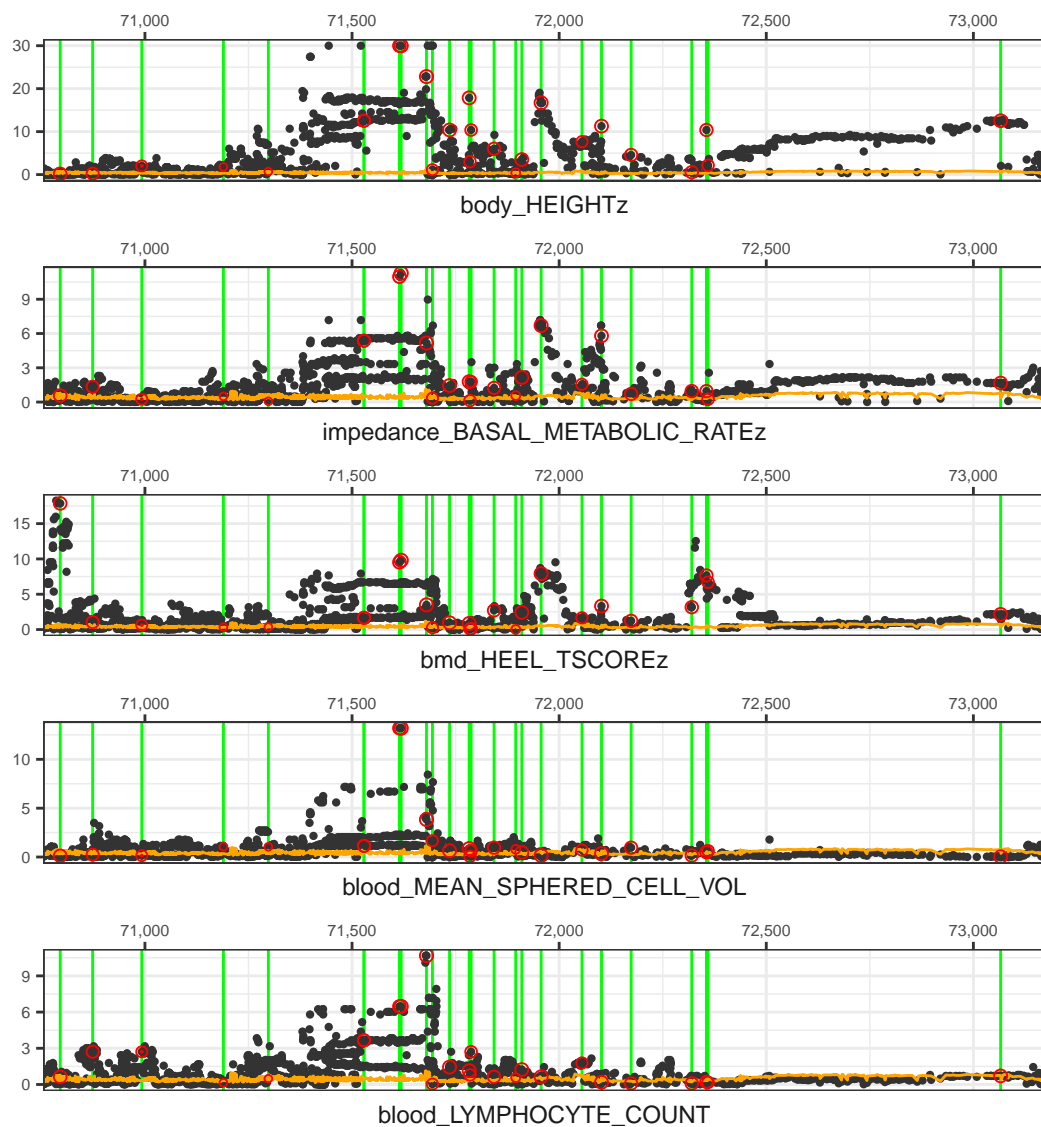 71,000 71,500 72,000 72,500 73,000
30
20
10
0
body_HEIGHTz
71,000 71,500 72,000 72,500 73,000
9
6
3
0
impedance_BASAL_METABOLIC_RATEz
71,000 71,500 72,000 72,500 73,000
15
10
5
0
bmd_HEEL_TSCOREz
71,000 71,500 72,000 72,500 73,000
10
5
0
blood_MEAN_SPHERED_CELL_VOL
71,000 71,500 72,000 72,500 73,000
9
6
3
0
blood_LYMPHOCYTE_COUNT